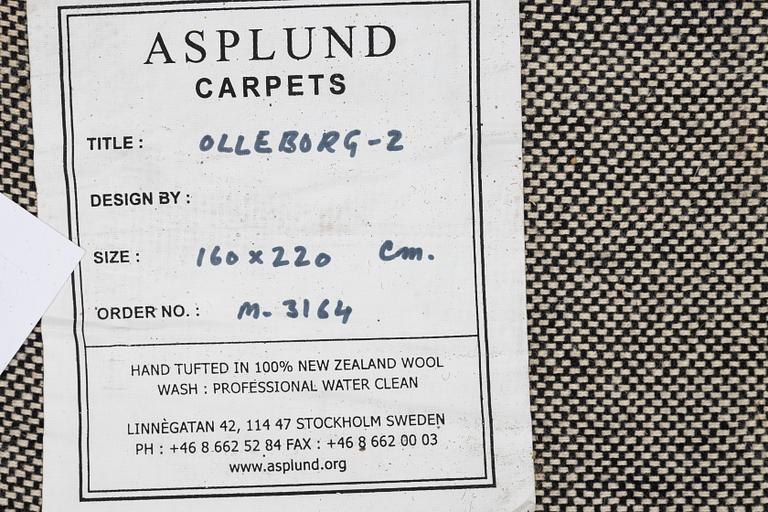 ASPLUND
CARPETS
TITLE : OLLEBORG-2
DESIGN BY :
SIZE : 160 x 220 cm.
ORDER NO. : M-3164
HAND TUFTED IN 100% NEW ZEALAND WOOL
WASH : PROFESSIONAL WATER CLEAN
LINNÈGATAN 42, 114 47 STOCKHOLM SWEDEN
PH : +46 8 662 52 84 FAX : +46 8 662 00 03
www.asplund.org